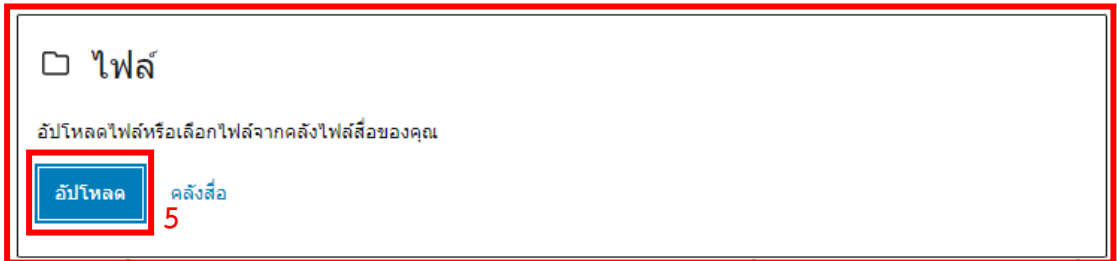 ไฟล์
อัปโหลดไฟล์หรือเลือกไฟล์จากคลังไฟล์สื่อของคุณ
อัปโหลด คลังสื่อ
5